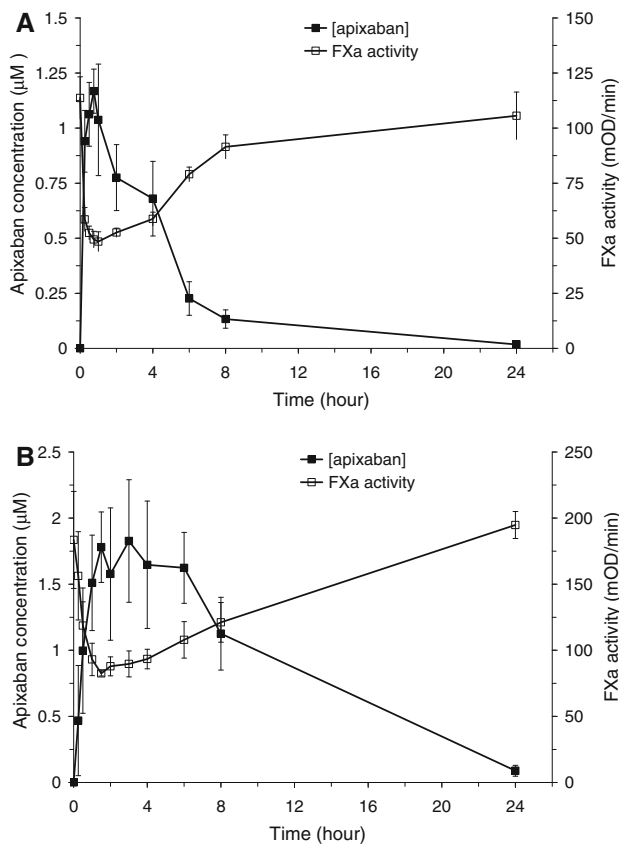 A
[apixaban]
FXa activity
Apixaban concentration (μM )
1.5
1.25
1
0.75
0.5
0.25
0
FXa activity (mOD/min)
150
125
100
75
50
25
0
0 4 8 12 16 20 24
Time (hour)
B
[apixaban]
FXa activity
Apixaban concentration (μM)
2.5
2
1.5
1
0.5
0
FXa activity (mOD/min)
250
200
150
100
50
0
0 4 8 12 16 20 24
Time (hour)